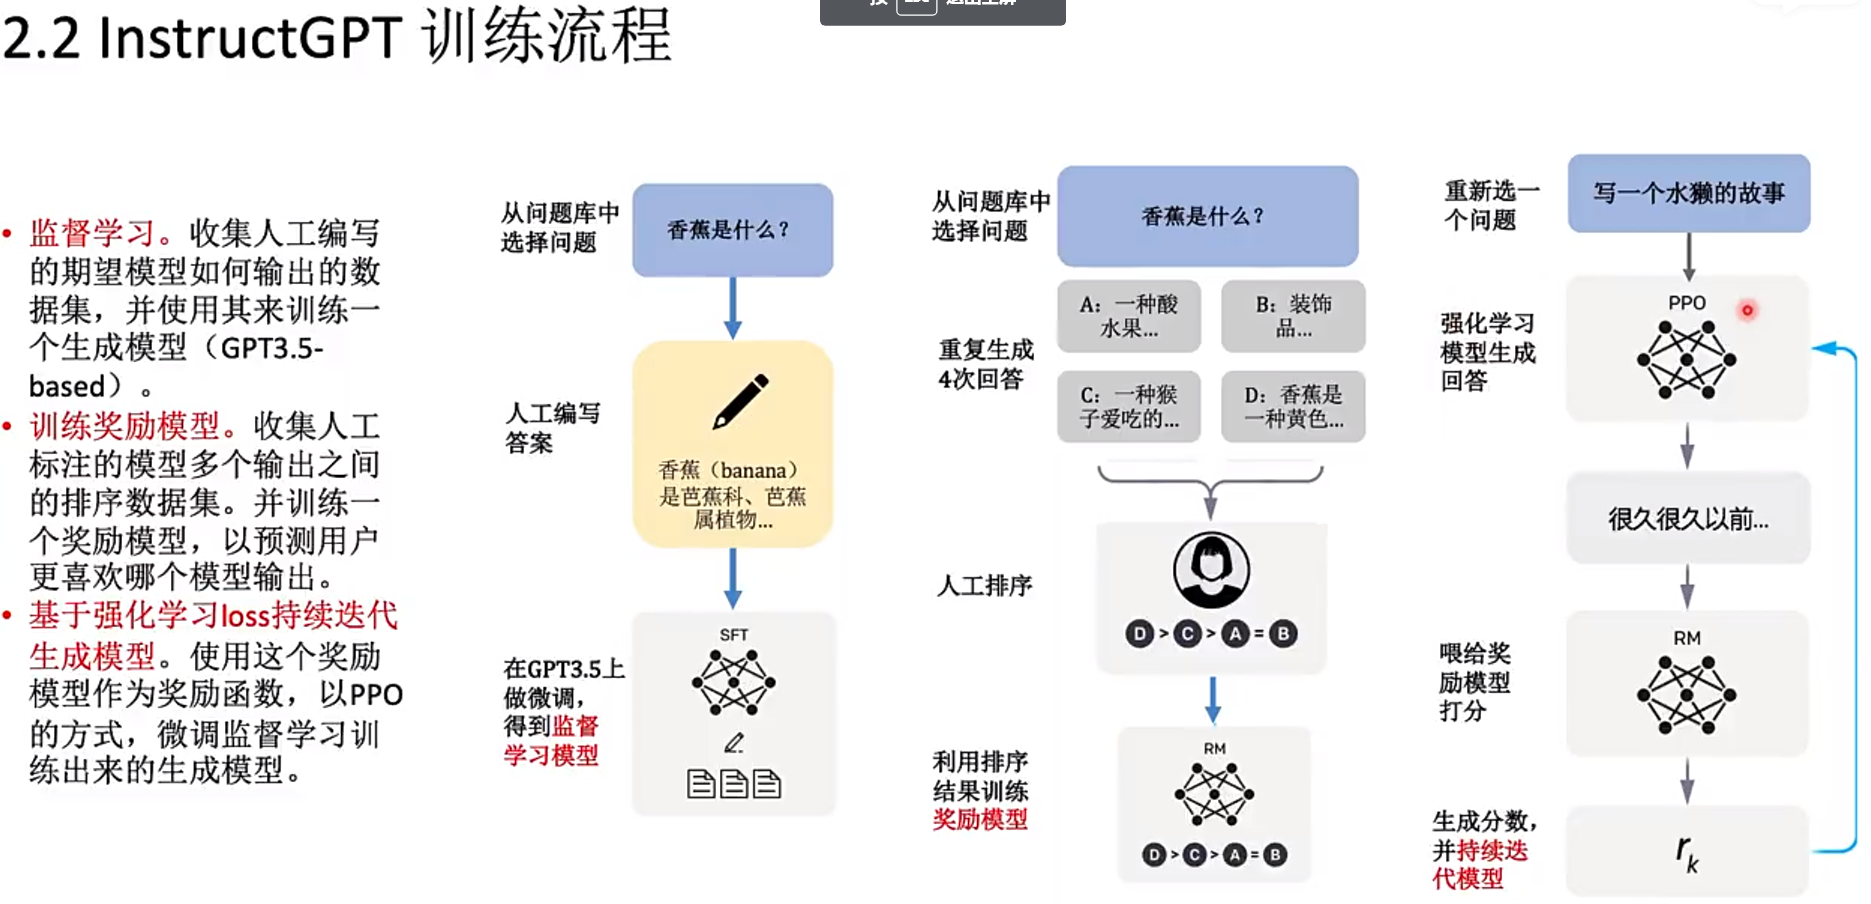 2.2 InstructGPT 训练流程
• 监督学习。收集人工编写
的期望模型如何输出的数
据集，并使用其来训练一
个生成模型（GPT3.5-
based）。
• 训练奖励模型。收集人工
标注的模型多个输出之间
的排序数据集。并训练一
个奖励模型，以预测用户
更喜欢哪个模型输出。
• 基于强化学习loss持续迭代
生成模型。使用这个奖励
模型作为奖励函数，以PPO
的方式，微调监督学习训
练出来的生成模型。
从问题库中
选择问题
香蕉是什么？
人工编写
答案
香蕉（banana）
是芭蕉科、芭蕉
属植物...
在GPT3.5上
做微调，
得到监督
学习模型
SFT
从问题库中
选择问题
香蕉是什么？
重复生成
4次回答
A：一种酸
水果...
B：装饰
品...
C：一种猴
子爱吃的...
D：香蕉是
一种黄色...
人工排序
D > C > A = B
利用排序
结果训练
奖励模型
RM
D > C > A = B
重新选一
个问题
写一个水獭的故事
强化学习
模型生成
回答
PPO
很久很久以前...
喂给奖
励模型
打分
RM
生成分数，
并持续迭
代模型
rk